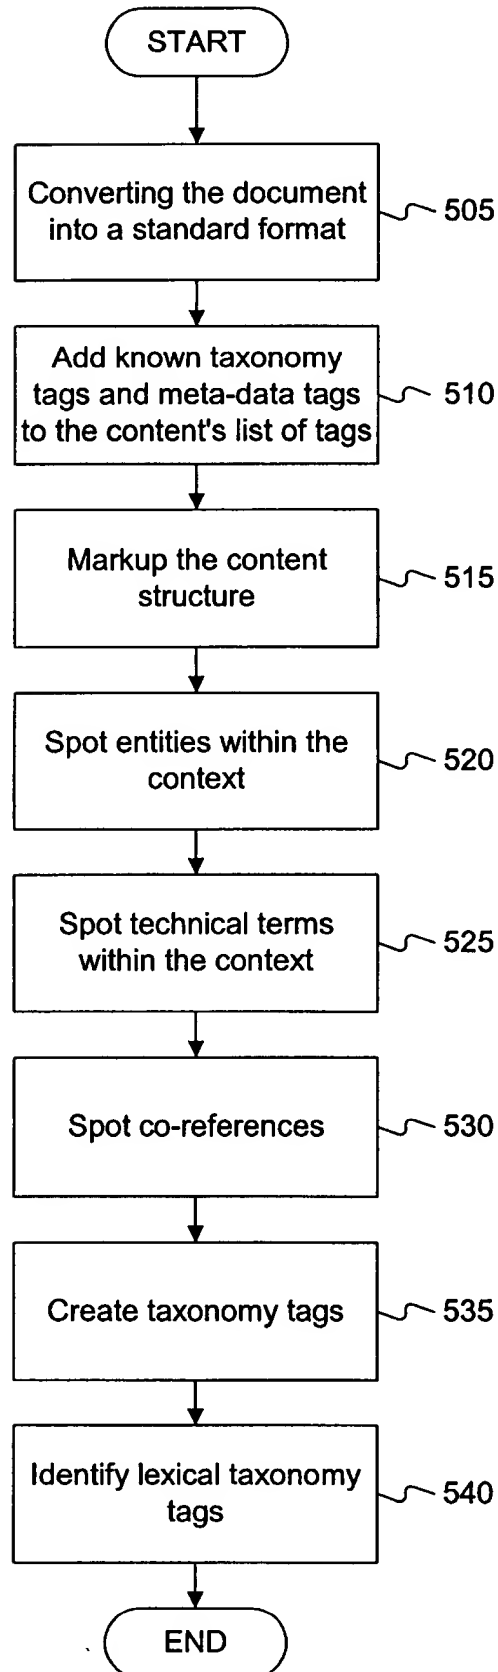 START
Converting the document
into a standard format
505
Add known taxonomy
tags and meta-data tags
to the content's list of tags
510
Markup the content
structure
515
Spot entities within the
context
520
Spot technical terms
within the context
525
Spot co-references
530
Create taxonomy tags
535
Identify lexical taxonomy
tags
540
END